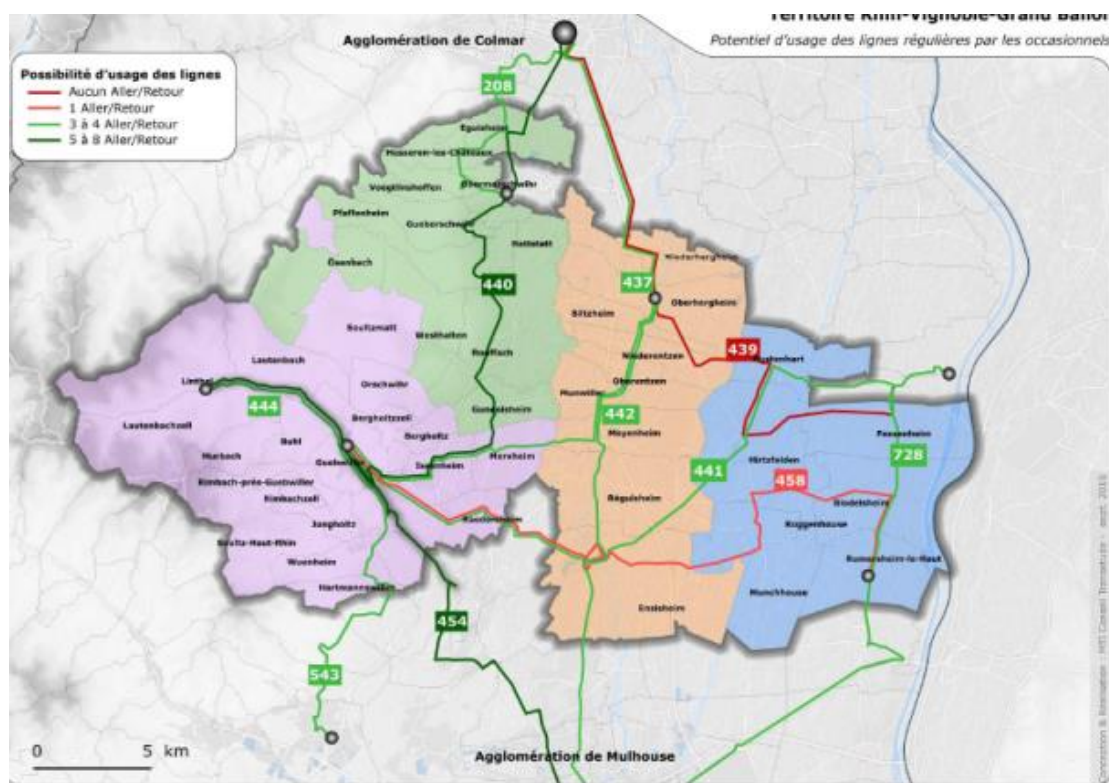 Territoire Rhin-Vignoble-Grand Ballon
Potentiel d'usage des lignes régulières par les occasionnels
Agglomération de Colmar
Possibilité d'usage des lignes
Aucun Aller/Retour
1 Aller/Retour
3 à 4 Aller/Retour
5 à 8 Aller/Retour
208
Eguisheim
Husseren-les-Châteaux
Voegtlinshoffen
Obermorschwihr
Pfaffenheim
Gueberschwihr
Hattstatt
Niederhergheim
Osenbach
440
437
Oberhergheim
Biltzheim
Soultzmatt
Westhalten
Rouffach
439
Rustenhart
Niederentzen
Lautenbach
Oberentzen
Linthal
Orschwihr
Munwiller
444
Gundolsheim
442
Lautenbachzell
Bergholtzzell
Bergholtz
Meyenheim
Fessenheim
Buhl
Murbach
Guebwiller
Issenheim
Merxheim
Hirtzfelden
441
728
458
Rimbach-près-Guebwiller
Rimbachzell
Réguisheim
Blodelsheim
Jungholtz
Raedersheim
Roggenhouse
Soultz-Haut-Rhin
Wuenheim
Rumersheim-le-Haut
Hartmannswiller
Munchhouse
Ensisheim
454
543
0 5 km
Agglomération de Mulhouse